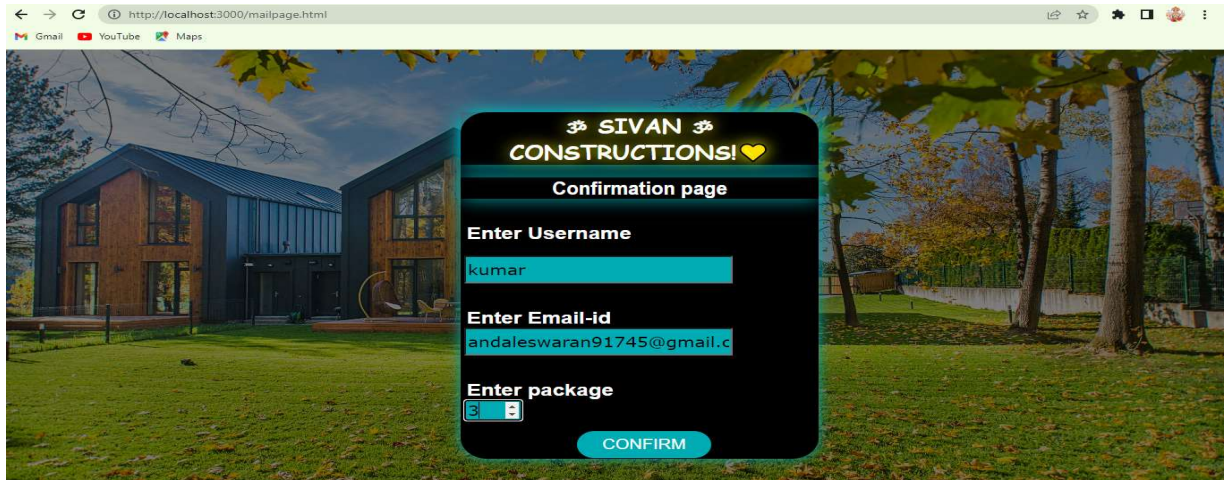 http://localhost:3000/mailpage.html
Gmail YouTube Maps
ॐ SIVAN ॐ
CONSTRUCTIONS!💛
Confirmation page
Enter Username
kumar
Enter Email-id
andaleswaran91745@gmail.c
Enter package
3
CONFIRM